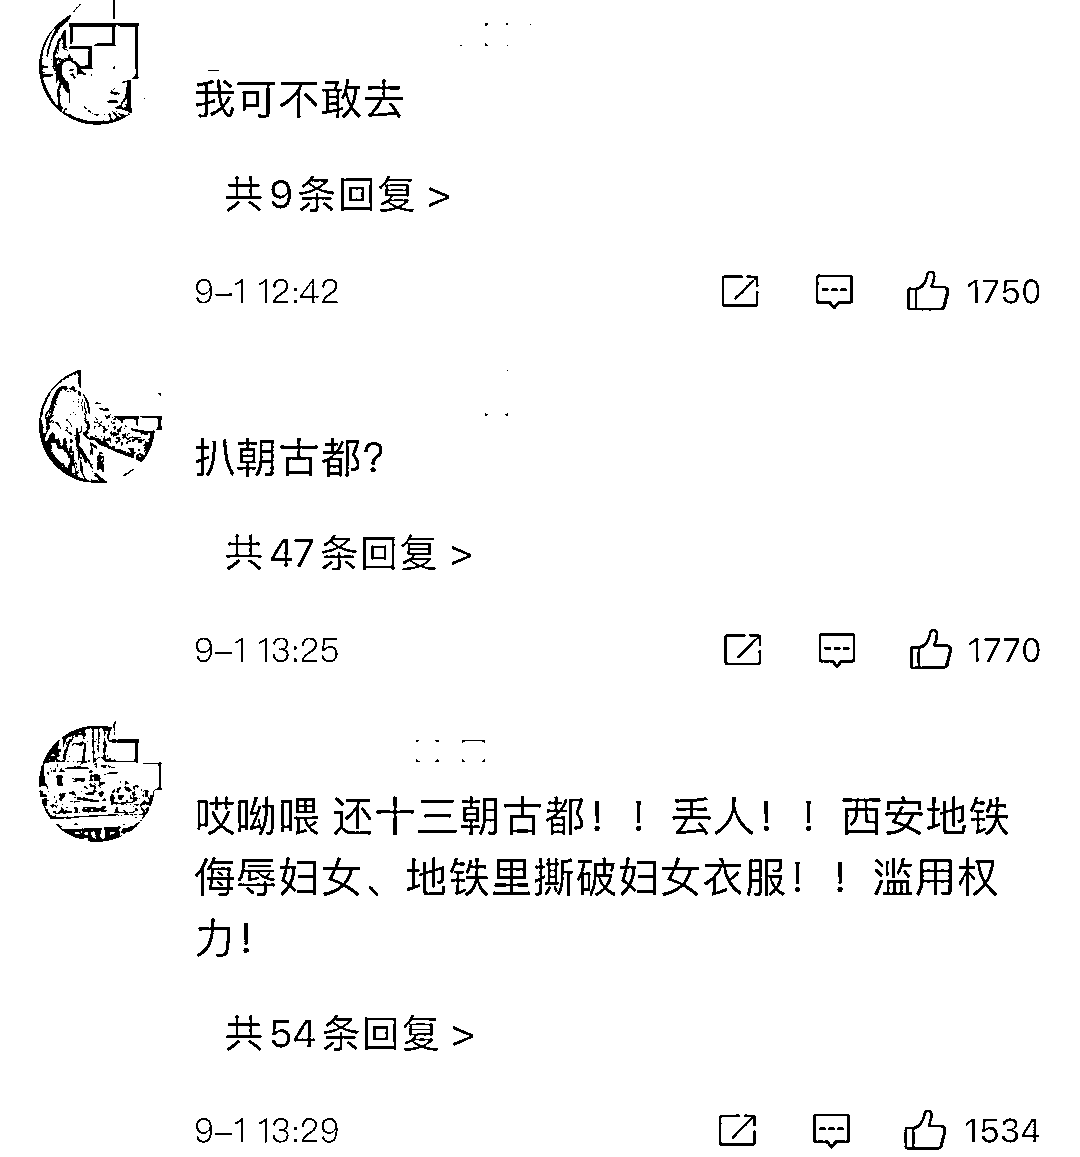 我可不敢去
共9条回复 >
9-1 12:42 1750
扒朝古都?
共47条回复 >
9-1 13:25 1770
哎呦喂 还十三朝古都！！丢人！！西安地铁
侮辱妇女、地铁里撕破妇女衣服！！滥用权
力！
共54条回复 >
9-1 13:29 1534